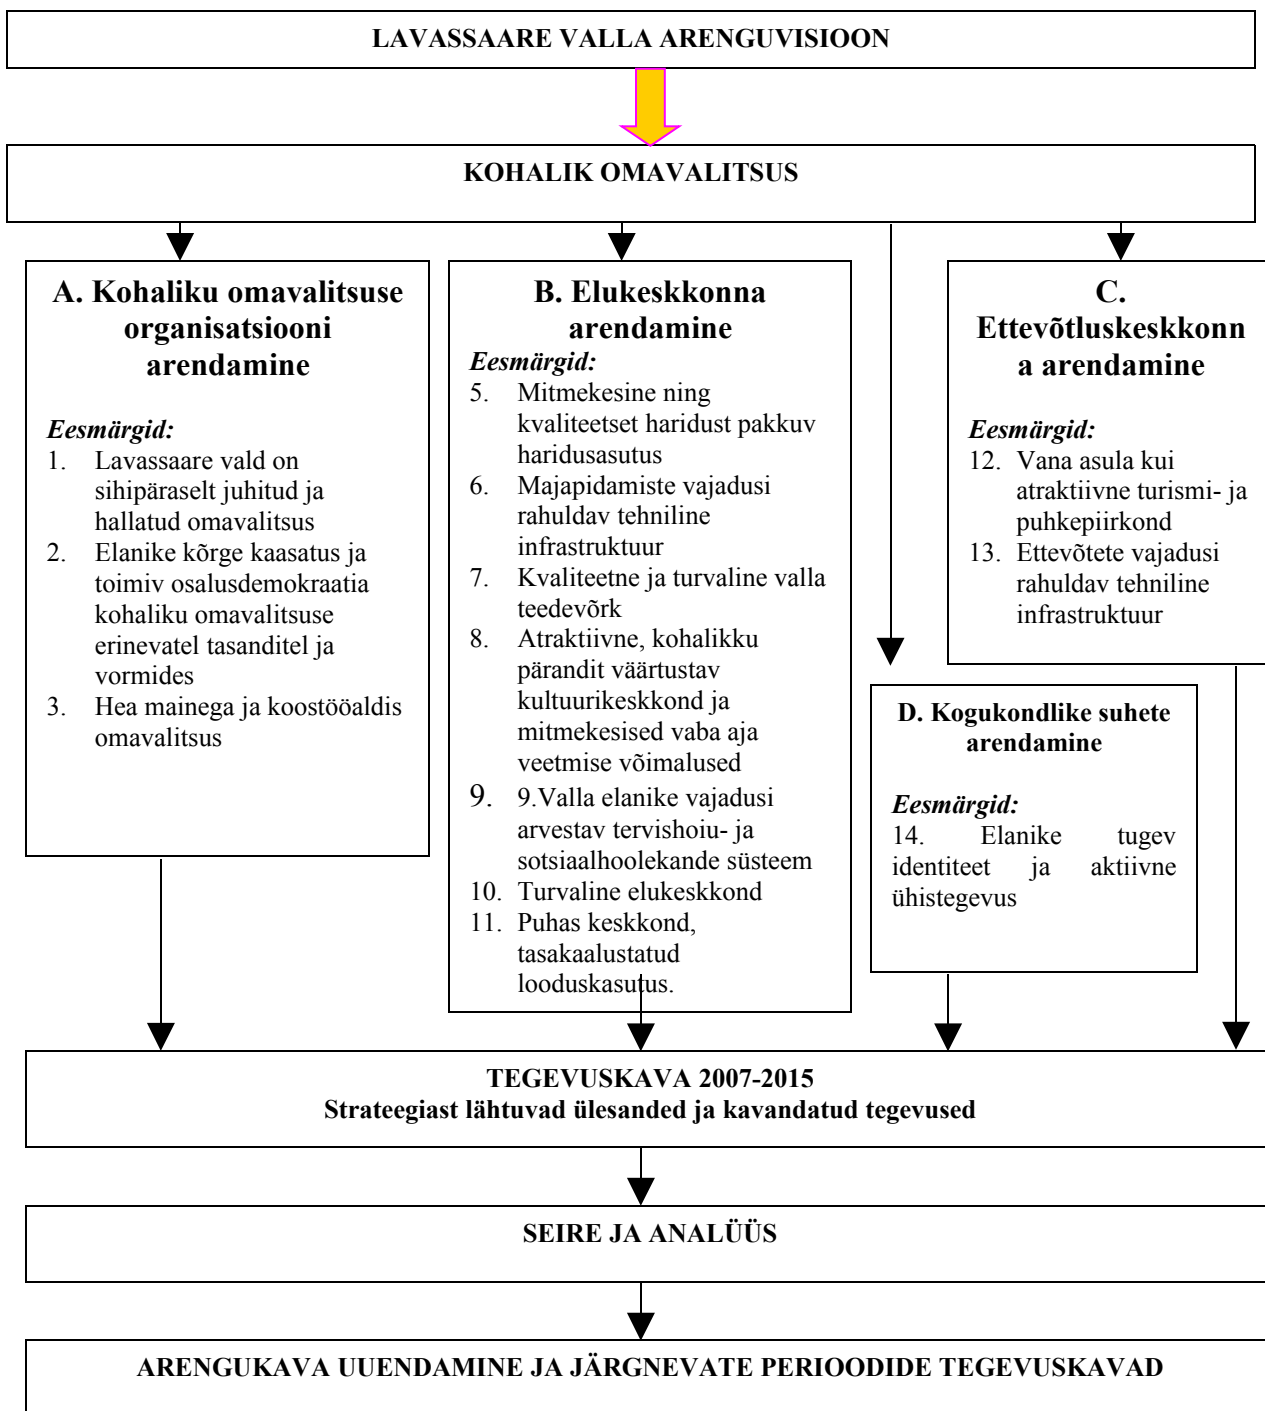 LAVASSAARE VALLA ARENGUVISIOON
KOHALIK OMAVALITSUS
A. Kohaliku omavalitsuse
organisatsiooni
arendamine
Eesmärgid:
1. Lavassaare vald on
sihipäraselt juhitud ja
hallatud omavalitsus
2. Elanike kõrge kaasatus ja
toimiv osalusdemokraatia
kohaliku omavalitsuse
erinevatel tasanditel ja
vormides
3. Hea mainega ja koostööaldis
omavalitsus
B. Elukeskkonna
arendamine
Eesmärgid:
5. Mitmekesine ning
kvaliteetset haridust pakkuv
haridusasutus
6. Majapidamiste vajadusi
rahuldav tehniline
infrastruktuur
7. Kvaliteetne ja turvaline valla
teedevõrk
8. Atraktiivne, kohalikku
pärandit väärtustav
kultuurikeskkond ja
mitmekesised vaba aja
veetmise võimalused
9. 9.Valla elanike vajadusi
arvestav tervishoiu- ja
sotsiaalhoolekande süsteem
10. Turvaline elukeskkond
11. Puhas keskkond,
tasakaalustatud
looduskasutus.
C.
Ettevõtluskeskkonn
a arendamine
Eesmärgid:
12. Vana asula kui
atraktiivne turismi- ja
puhkepiirkond
13. Ettevõtete vajadusi
rahuldav tehniline
infrastruktuur
D. Kogukondlike suhete
arendamine
Eesmärgid:
14. Elanike tugev
identiteet ja aktiivne
ühistegevus
TEGEVUSKAVA 2007-2015
Strateegiast lähtuvad ülesanded ja kavandatud tegevused
SEIRE JA ANALÜÜS
ARENGUKAVA UUENDAMINE JA JÄRGNEVATE PERIOODIDE TEGEVUSKAVAD